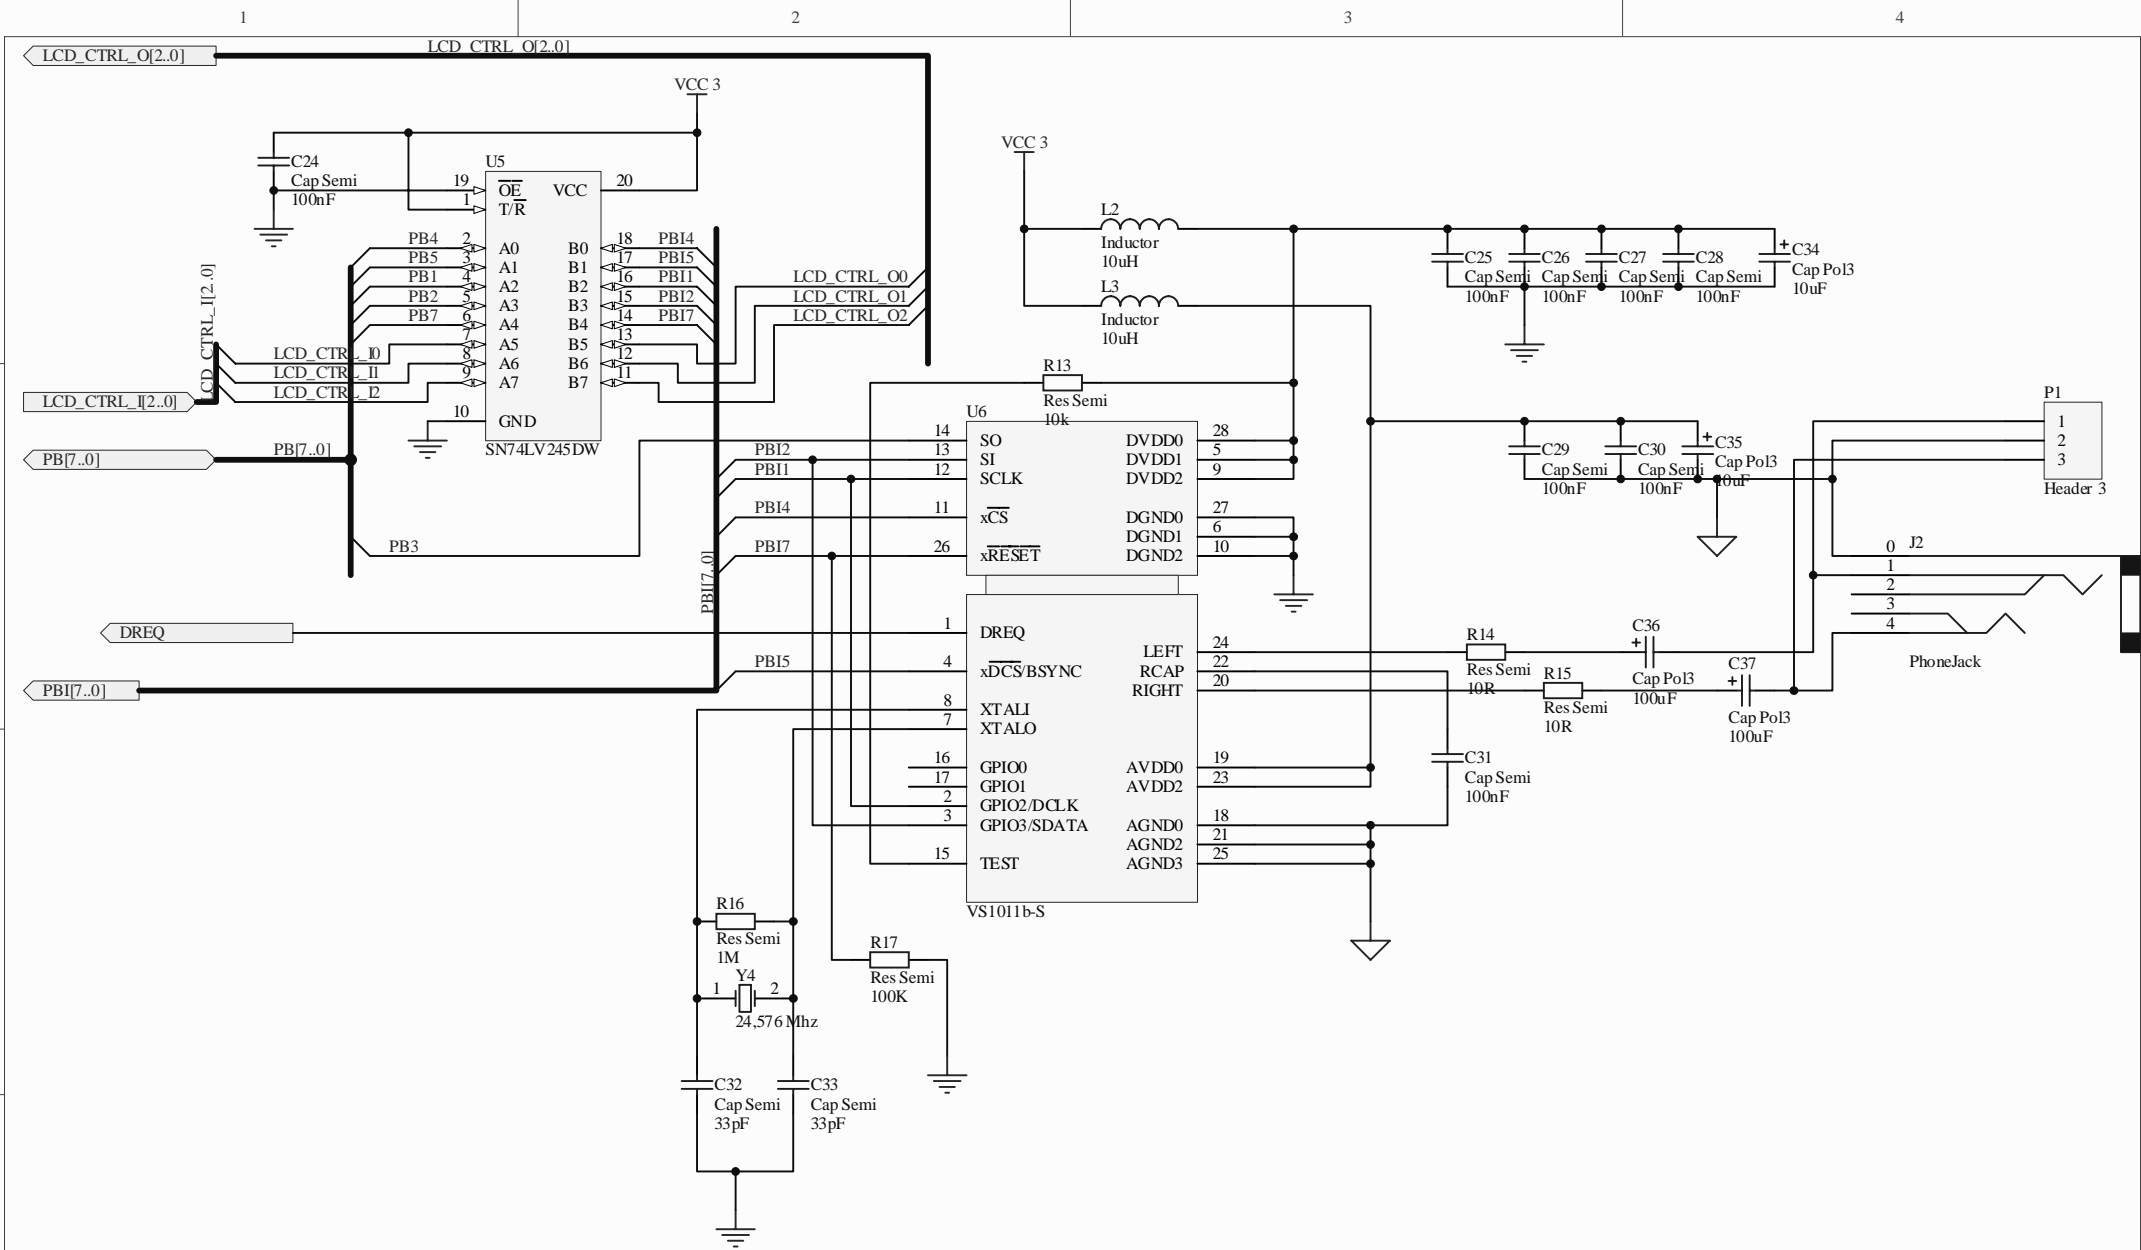 1 2 3 4
LCD_CTRL_O[2..0]
LCD_CTRL_O[2..0]
VCC 3
C24
Cap Semi
100nF
U5
19 OE VCC 20
1 T/R
PB4 2 A0 B0 18 PBI4
PB5 3 A1 B1 17 PBI5
PB1 4 A2 B2 16 PBI1
PB2 5 A3 B3 15 PBI2
PB7 6 A4 B4 14 PBI7
LCD_CTRL_I0 7 A5 B5 13
LCD_CTRL_I1 8 A6 B6 12
LCD_CTRL_I2 9 A7 B7 11
10 GND
SN74LV245DW
LCD_CTRL_O0
LCD_CTRL_O1
LCD_CTRL_O2
LCD_CTRL_I[2..0]
LCD_CTRL_I[2..0]
PB[7..0]
PB[7..0]
PB3
DREQ
PBI[7..0]
PBI[7..0]
VCC 3
L2
Inductor
10uH
L3
Inductor
10uH
R13
Res Semi
10k
C25
Cap Semi
100nF
C26
Cap Semi
100nF
C27
Cap Semi
100nF
C28
Cap Semi
100nF
+ C34
Cap Pol3
10uF
C29
Cap Semi
100nF
C30
Cap Semi
100nF
+ C35
Cap Pol3
10uF
U6
14 SO DVDD0 28
PBI2 13 SI DVDD1 5
PBI1 12 SCLK DVDD2 9
PBI4 11 xCS DGND0 27
DGND1 6
PBI7 26 xRESET DGND2 10
1 DREQ
LEFT 24
PBI5 4 xDCS/BSYNC RCAP 22
RIGHT 20
8 XTALI
7 XTALO
16 GPIO0 AVDD0 19
17 GPIO1 AVDD2 23
2 GPIO2/DCLK
3 GPIO3/SDATA AGND0 18
AGND2 21
15 TEST AGND3 25
VS1011b-S
P1
1
2
3
Header 3
0 J2
1
2
3
4
PhoneJack
R14
Res Semi
10R
R15
Res Semi
10R
C36
+
Cap Pol3
100uF
C37
+
Cap Pol3
100uF
C31
Cap Semi
100nF
R16
Res Semi
1M
Y4
1 2
24,576 Mhz
R17
Res Semi
100K
C32
Cap Semi
33pF
C33
Cap Semi
33pF